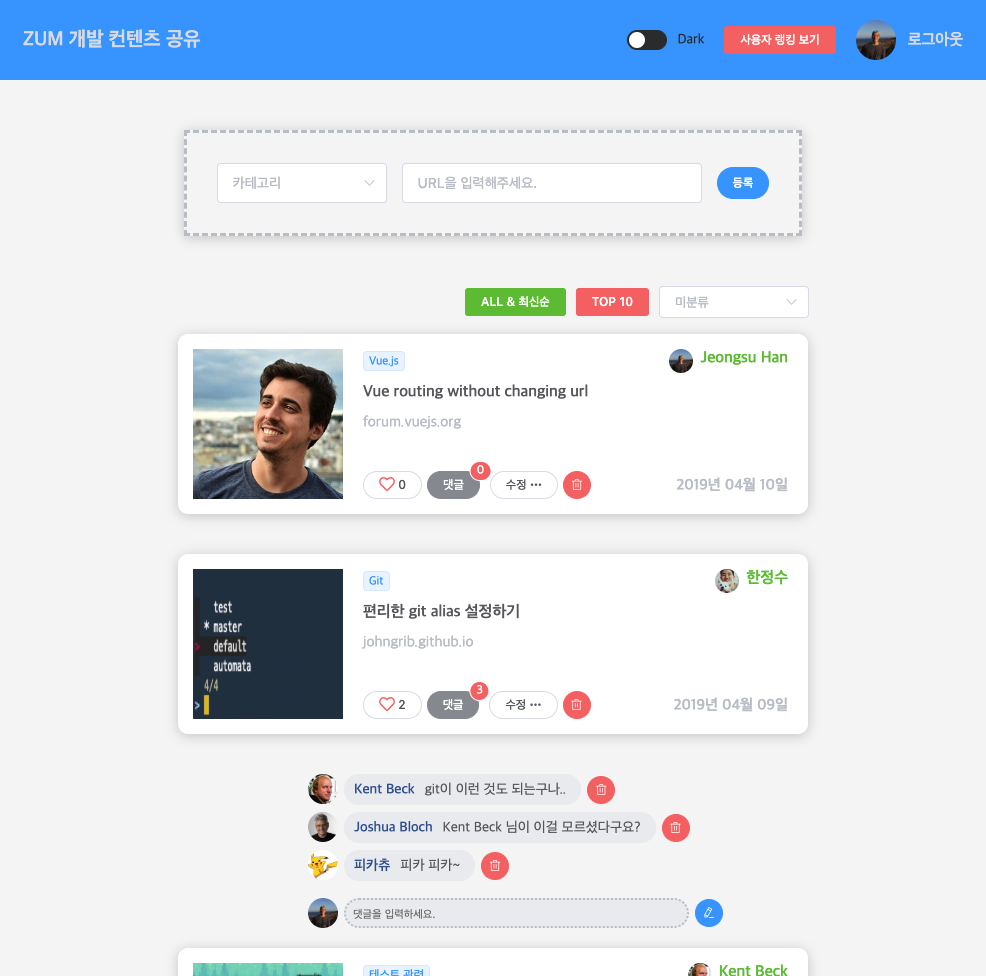 ZUM 개발 컨텐츠 공유
Dark
사용자 랭킹 보기
로그아웃
카테고리
URL을 입력해주세요.
등록
ALL & 최신순
TOP 10
미분류
Vue.js
Jeongsu Han
Vue routing without changing url
forum.vuejs.org
0
댓글
0
수정 ···
2019년 04월 10일
test
* master
> default
automata
4/4
>
Git
한정수
편리한 git alias 설정하기
johngrib.github.io
2
댓글
3
수정 ···
2019년 04월 09일
Kent Beck git이 이런 것도 되는구나..
Joshua Bloch Kent Beck 님이 이걸 모르셨다구요?
피카츄 피카 피카~
댓글을 입력하세요.
테스트 관련
Kent Beck